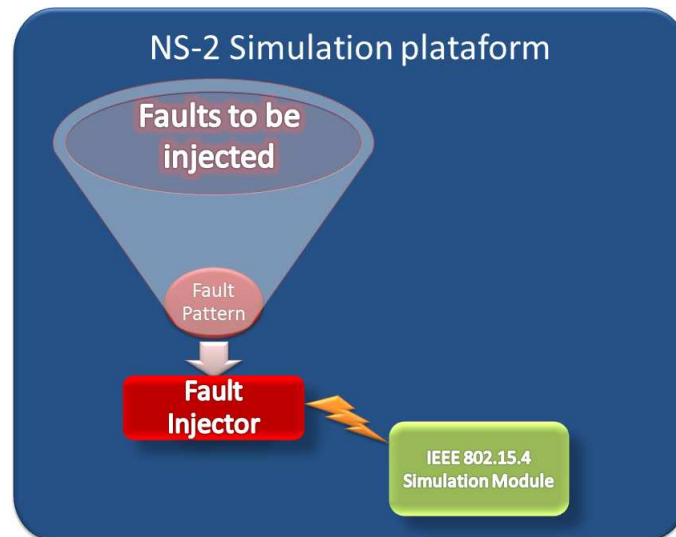 NS-2 Simulation plataform
Faults to be
injected
Fault
Pattern
Fault
Injector
IEEE 802.15.4
Simulation Module